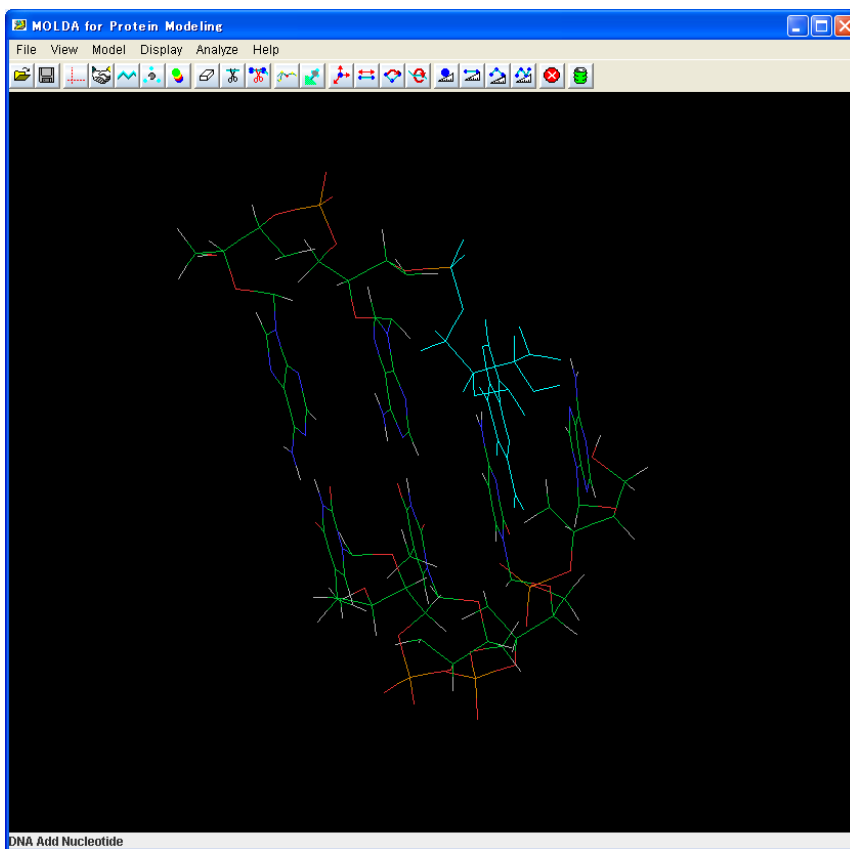 MOLDA for Protein Modeling
File View Model Display Analyze Help
DNA Add Nucleotide